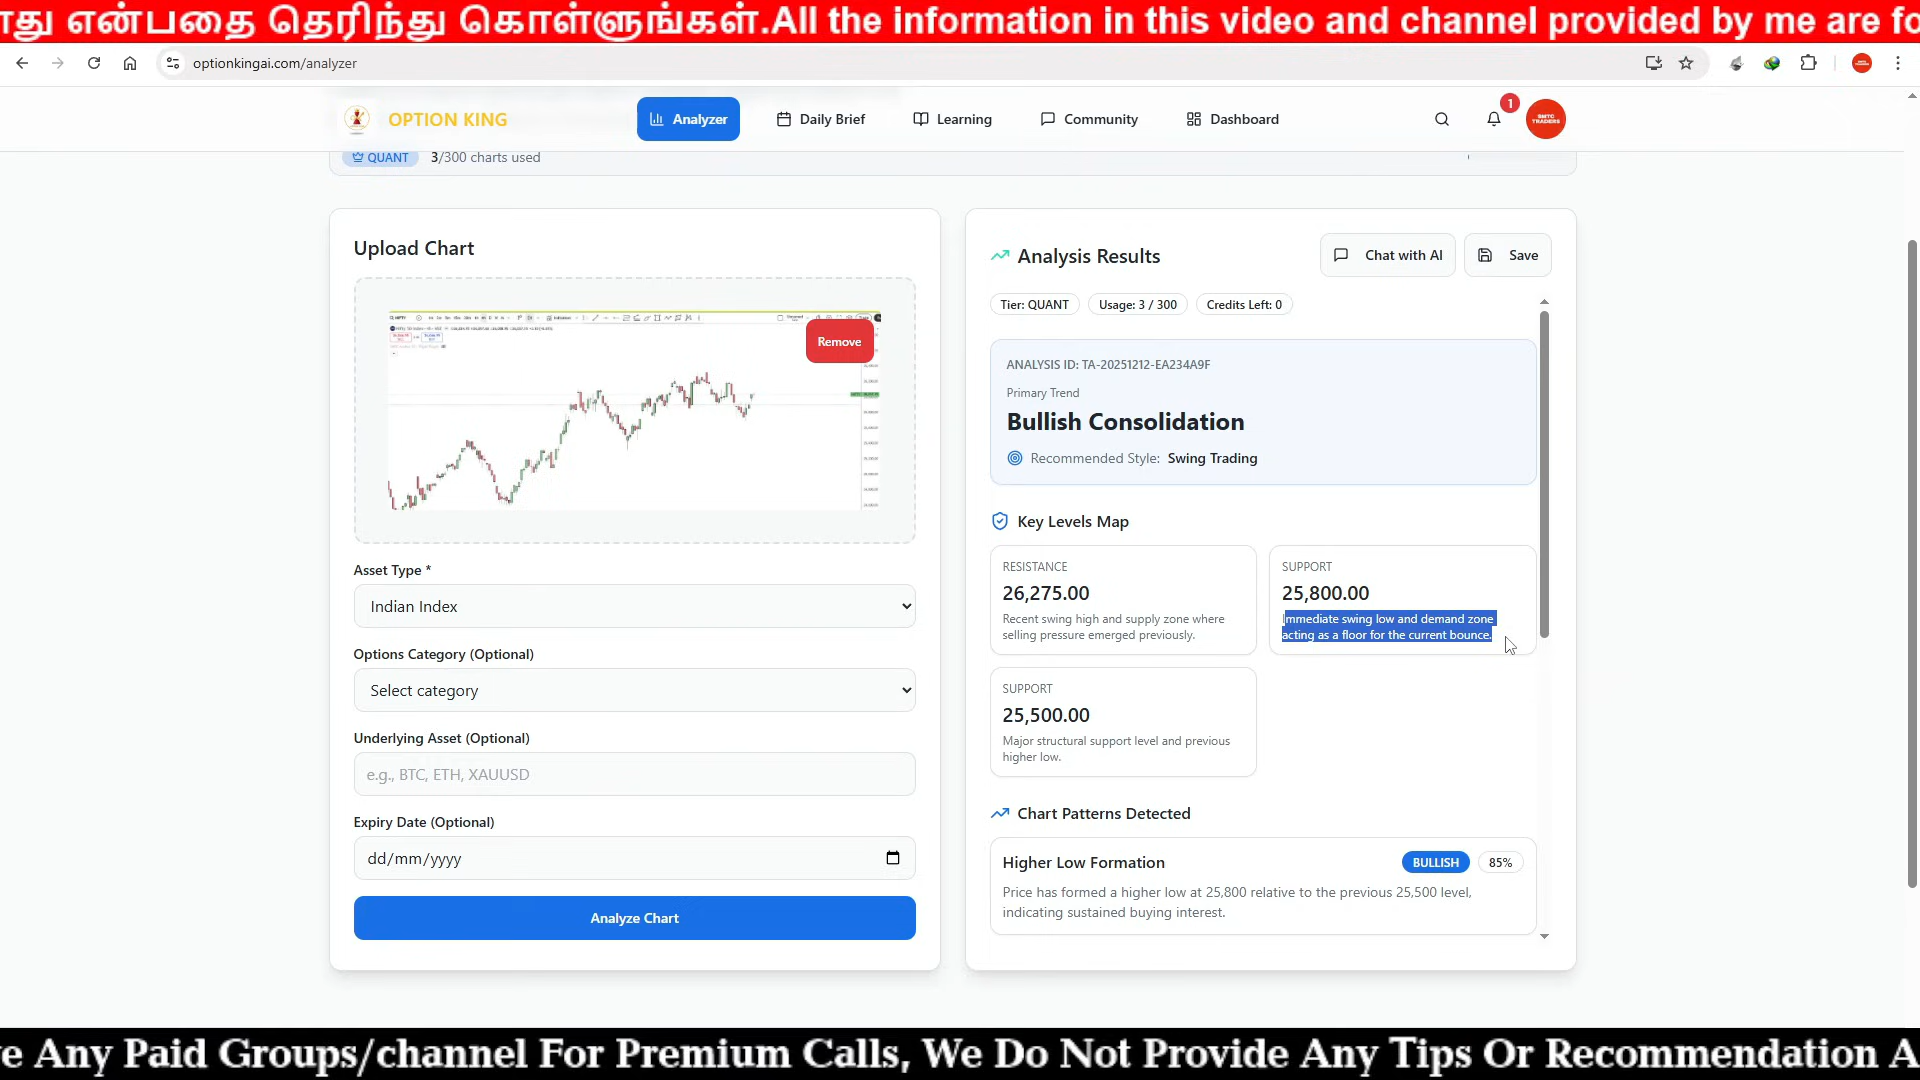 ாது என்பதை தெரிந்து கொள்ளுங்கள்.All the information in this video and channel provided by me are fo
optionkingai.com/analyzer
OPTION KING
Analyzer
Daily Brief
Learning
Community
Dashboard
1
SMTC
TRADERS
QUANT
3/300 charts used
Upload Chart
Remove
Asset Type *
Indian Index
Options Category (Optional)
Select category
Underlying Asset (Optional)
e.g., BTC, ETH, XAUUSD
Expiry Date (Optional)
dd/mm/yyyy
Analyze Chart
Analysis Results
Chat with AI
Save
Tier: QUANT
Usage: 3 / 300
Credits Left: 0
ANALYSIS ID: TA-20251212-EA234A9F
Primary Trend
Bullish Consolidation
Recommended Style: Swing Trading
Key Levels Map
RESISTANCE
26,275.00
Recent swing high and supply zone where
selling pressure emerged previously.
SUPPORT
25,800.00
Immediate swing low and demand zone
acting as a floor for the current bounce.
SUPPORT
25,500.00
Major structural support level and previous
higher low.
Chart Patterns Detected
Higher Low Formation
BULLISH
85%
Price has formed a higher low at 25,800 relative to the previous 25,500 level,
indicating sustained buying interest.
e Any Paid Groups/channel For Premium Calls, We Do Not Provide Any Tips Or Recommendation A